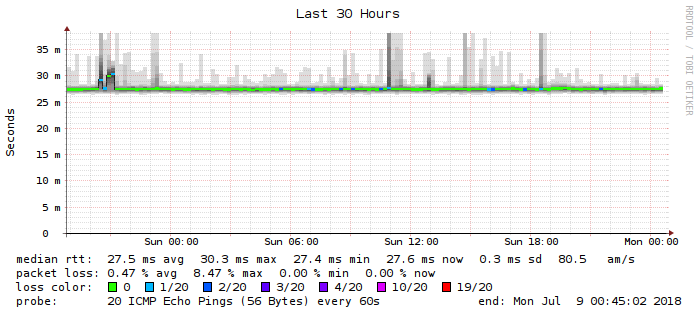 Last 30 Hours
RRDTOOL / TOBI OETIKER
Seconds
35 m
30 m
25 m
20 m
15 m
10 m
5 m
0
Sun 00:00 Sun 06:00 Sun 12:00 Sun 18:00 Mon 00:00
median rtt: 27.5 ms avg 30.3 ms max 27.4 ms min 27.6 ms now 0.3 ms sd 80.5 am/s
packet loss: 0.47 % avg 8.47 % max 0.00 % min 0.00 % now
loss color: 0 1/20 2/20 3/20 4/20 10/20 19/20
probe: 20 ICMP Echo Pings (56 Bytes) every 60s end: Mon Jul 9 00:45:02 2018